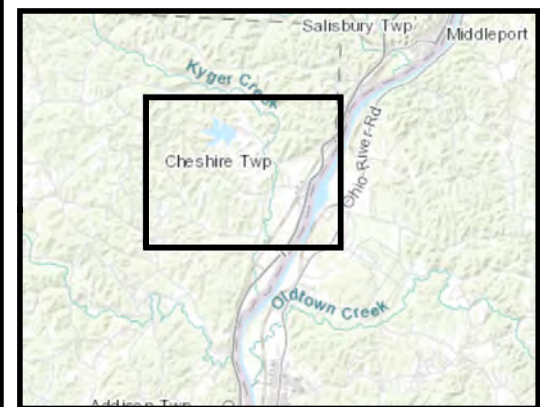 Salisbury Twp
Middleport
Kyger Creek
Cheshire Twp
Ohio River Rd
Oldtown Creek
Addison Twp